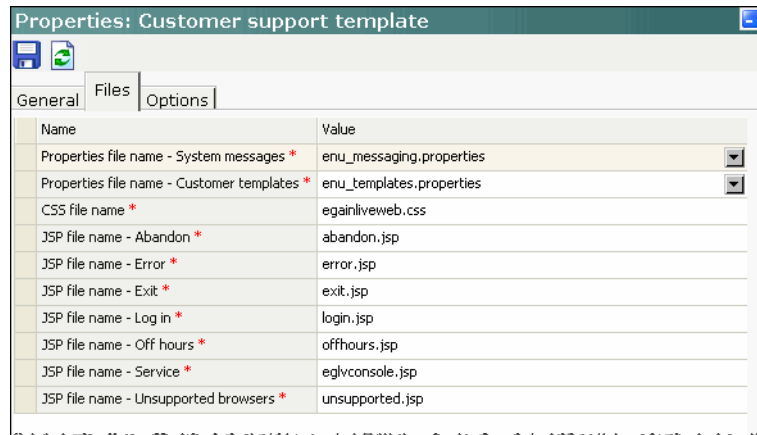 Properties: Customer support template
General Files Options
Name Value
Properties file name - System messages * enu_messaging.properties
Properties file name - Customer templates * enu_templates.properties
CSS file name * egainliveweb.css
JSP file name - Abandon * abandon.jsp
JSP file name - Error * error.jsp
JSP file name - Exit * exit.jsp
JSP file name - Log in * login.jsp
JSP file name - Off hours * offhours.jsp
JSP file name - Service * eglvconsole.jsp
JSP file name - Unsupported browsers * unsupported.jsp